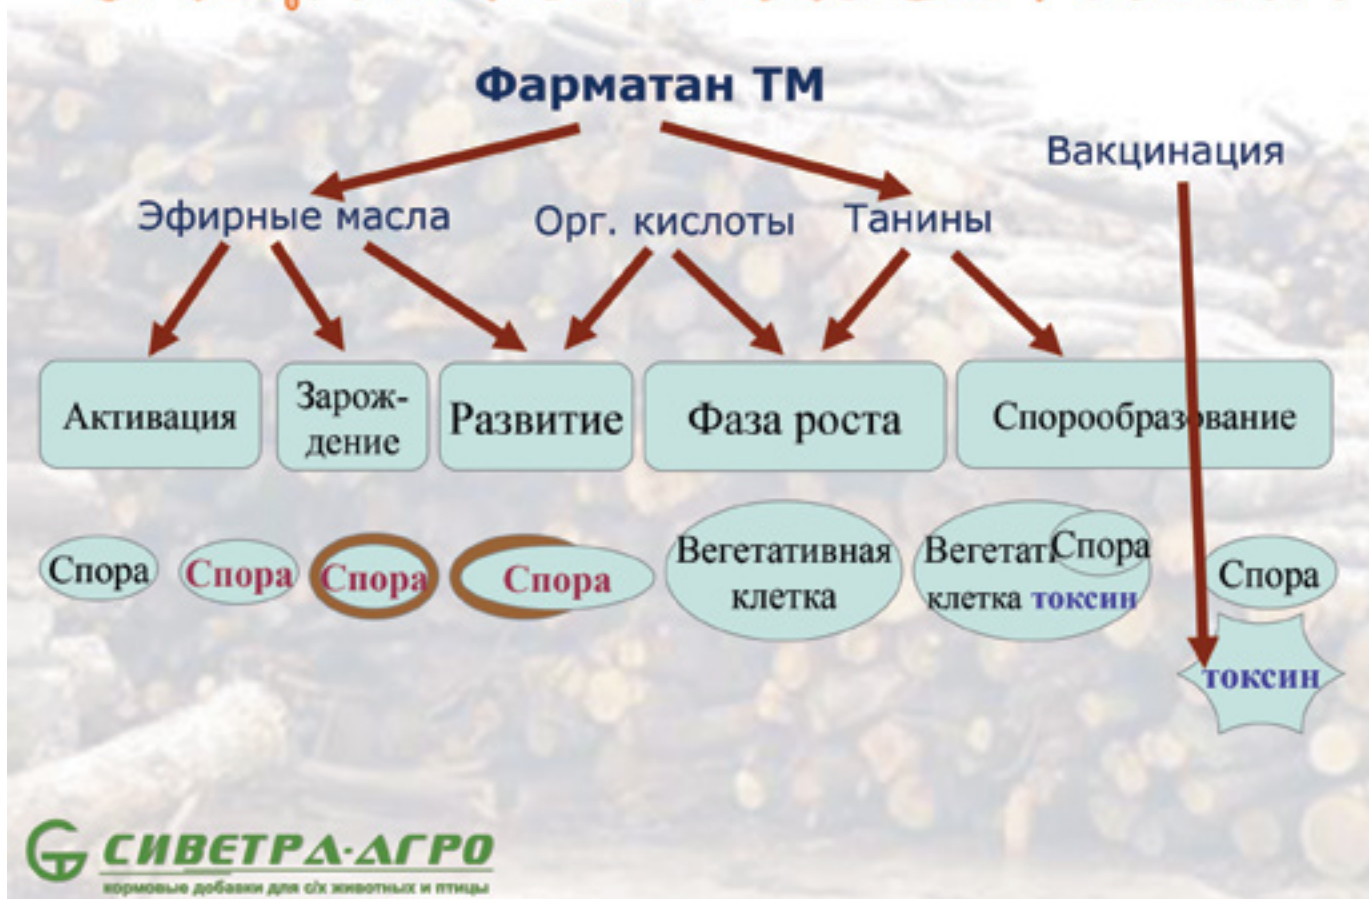 Фарматан ТМ
Вакцинация
Эфирные масла
Орг. кислоты
Танины
Активация
Зарож-
дение
Развитие
Фаза роста
Спорообразование
Спора
Спора
Спора
Спора
Вегетативная
клетка
Вегетат
Спора
клетка токсин
Спора
токсин
СИВЕТРА-АГРО
кормовые добавки для с/х животных и птицы